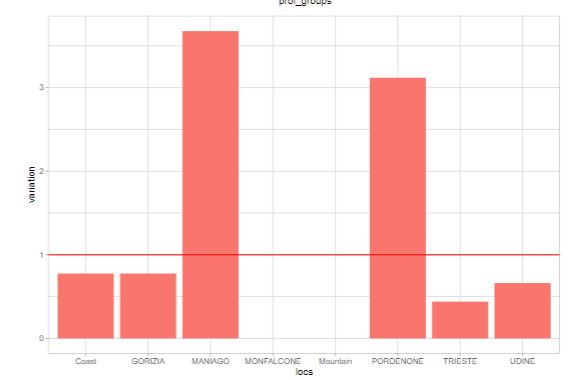 prof_groups
3
2
1
0
variation
Coast GORIZIA MANIAGO MONFALCONE Mountain PORDENONE TRIESTE UDINE
locs